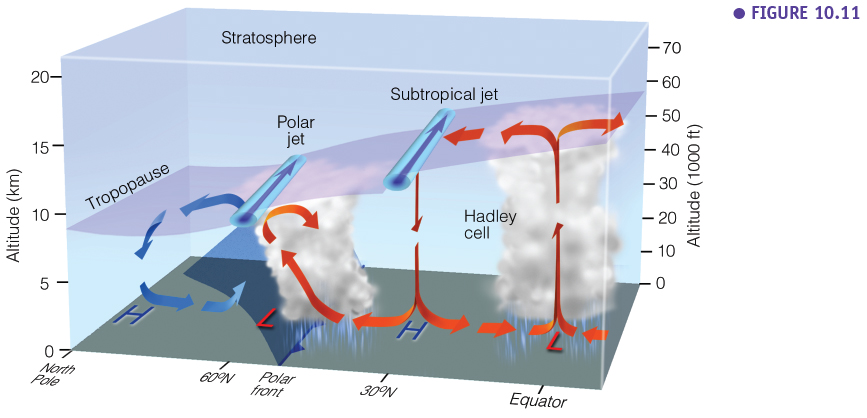 ● FIGURE 10.11
Stratosphere
70
60
50
40
30
20
10
0
Altitude (1000 ft)
20
15
10
5
0
Altitude (km)
Subtropical jet
Polar
jet
Tropopause
Hadley
cell
H
L
H
L
North
Pole
60°N
Polar
front
30°N
Equator